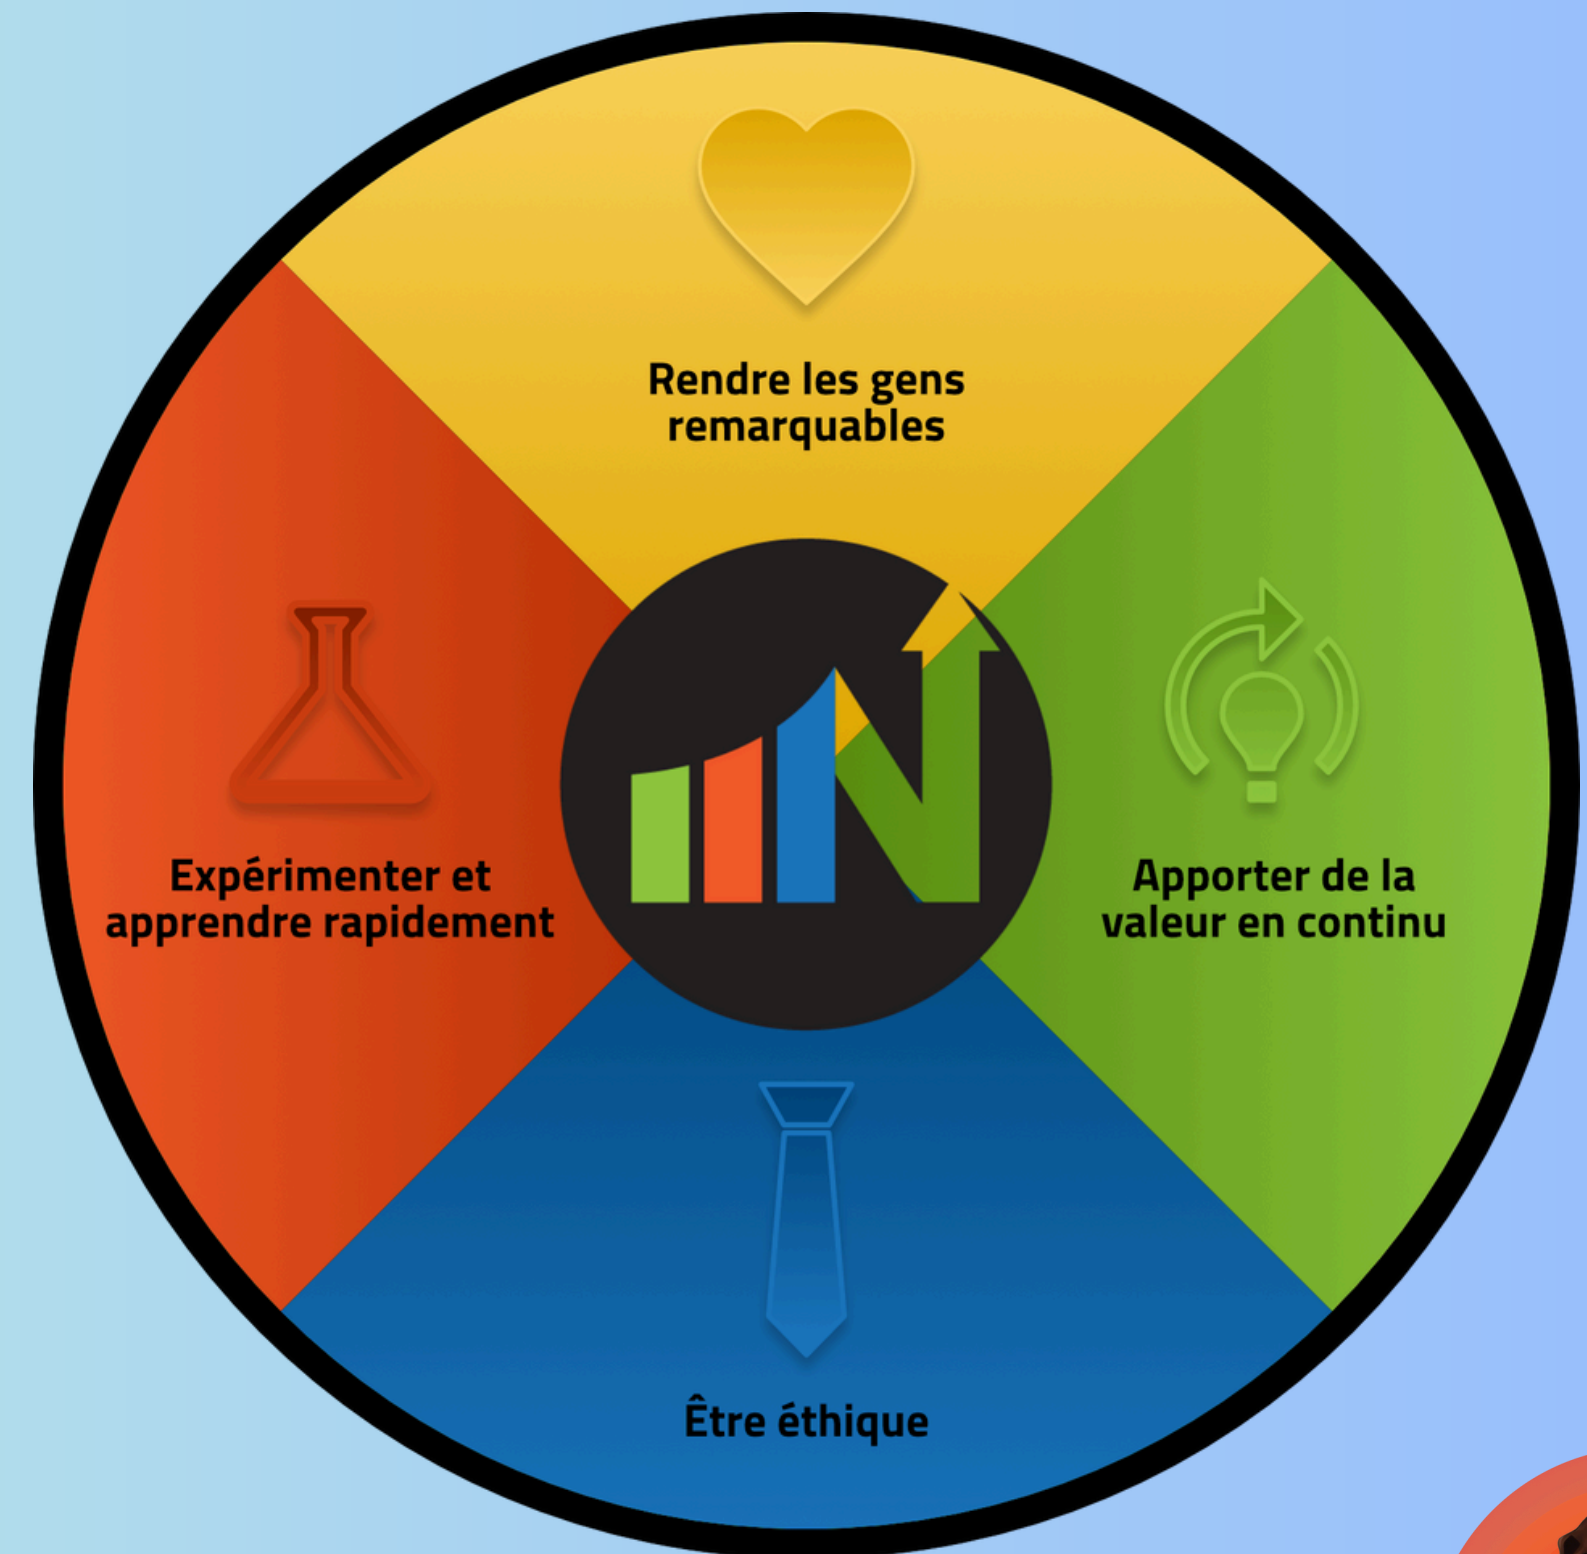 Rendre les gens
remarquables
Expérimenter et
apprendre rapidement
Apporter de la
valeur en continu
Être éthique